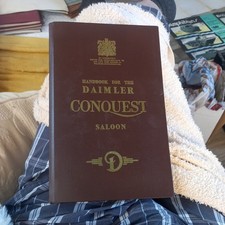 HANDBOOK FOR THE
DAIMLER
CONQUEST
SALOON
D